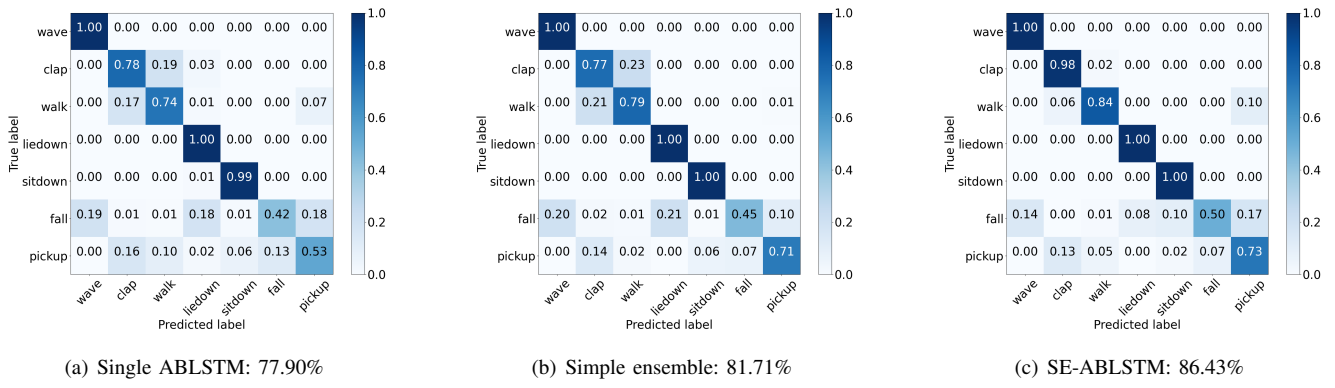 wave 1.00 0.00 0.00 0.00 0.00 0.00 0.00
clap 0.00 0.78 0.19 0.03 0.00 0.00 0.00
walk 0.00 0.17 0.74 0.01 0.00 0.00 0.07
liedown 0.00 0.00 0.00 1.00 0.00 0.00 0.00
sitdown 0.00 0.00 0.00 0.01 0.99 0.00 0.00
fall 0.19 0.01 0.01 0.18 0.01 0.42 0.18
pickup 0.00 0.16 0.10 0.02 0.06 0.13 0.53
True label
wave clap walk liedown sitdown fall pickup
Predicted label
1.0
0.8
0.6
0.4
0.2
0.0
(a) Single ABLSTM: 77.90%
wave 1.00 0.00 0.00 0.00 0.00 0.00 0.00
clap 0.00 0.77 0.23 0.00 0.00 0.00 0.00
walk 0.00 0.21 0.79 0.00 0.00 0.00 0.01
liedown 0.00 0.00 0.00 1.00 0.00 0.00 0.00
sitdown 0.00 0.00 0.00 0.00 1.00 0.00 0.00
fall 0.20 0.02 0.01 0.21 0.01 0.45 0.10
pickup 0.00 0.14 0.02 0.00 0.06 0.07 0.71
True label
wave clap walk liedown sitdown fall pickup
Predicted label
1.0
0.8
0.6
0.4
0.2
0.0
(b) Simple ensemble: 81.71%
wave 1.00 0.00 0.00 0.00 0.00 0.00 0.00
clap 0.00 0.98 0.02 0.00 0.00 0.00 0.00
walk 0.00 0.06 0.84 0.00 0.00 0.00 0.10
liedown 0.00 0.00 0.00 1.00 0.00 0.00 0.00
sitdown 0.00 0.00 0.00 0.00 1.00 0.00 0.00
fall 0.14 0.00 0.01 0.08 0.10 0.50 0.17
pickup 0.00 0.13 0.05 0.00 0.02 0.07 0.73
True label
wave clap walk liedown sitdown fall pickup
Predicted label
1.0
0.8
0.6
0.4
0.2
0.0
(c) SE-ABLSTM: 86.43%